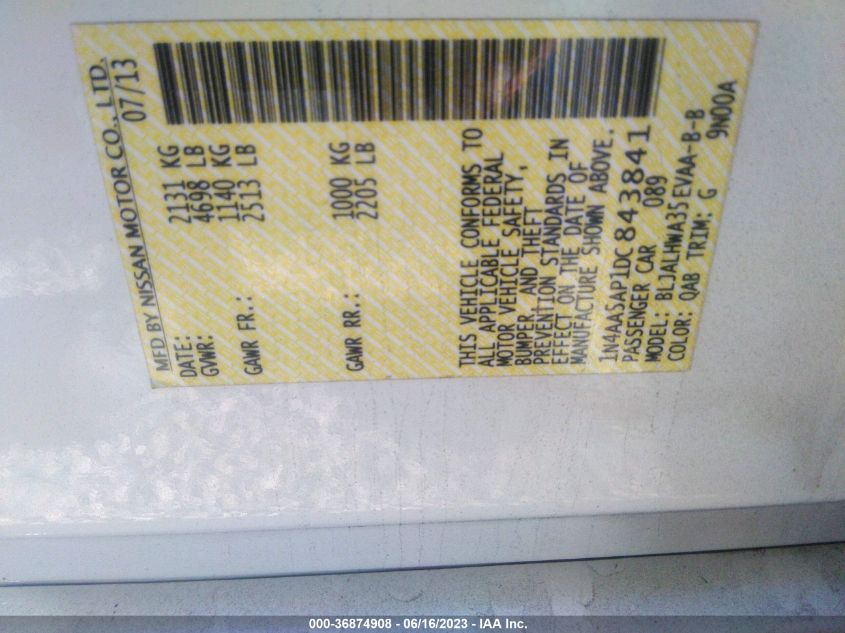 MFD BY NISSAN MOTOR CO., LTD.
DATE: 07/13
GVWR: 2131 KG
4698 LB
GAWR FR.: 1140 KG
2513 LB
GAWR RR.: 1000 KG
2205 LB
THIS VEHICLE CONFORMS TO
ALL APPLICABLE FEDERAL
MOTOR VEHICLE SAFETY,
BUMPER, AND THEFT
PREVENTION STANDARDS IN
EFFECT ON THE DATE OF
MANUFACTURE SHOWN ABOVE.
1N4AA5AP1DC843841
PASSENGER CAR 089
MODEL: BLJALHWA35EVAA-B-B
COLOR: QAB TRIM: G 9N00A
000-36874908 - 06/16/2023 - IAA Inc.